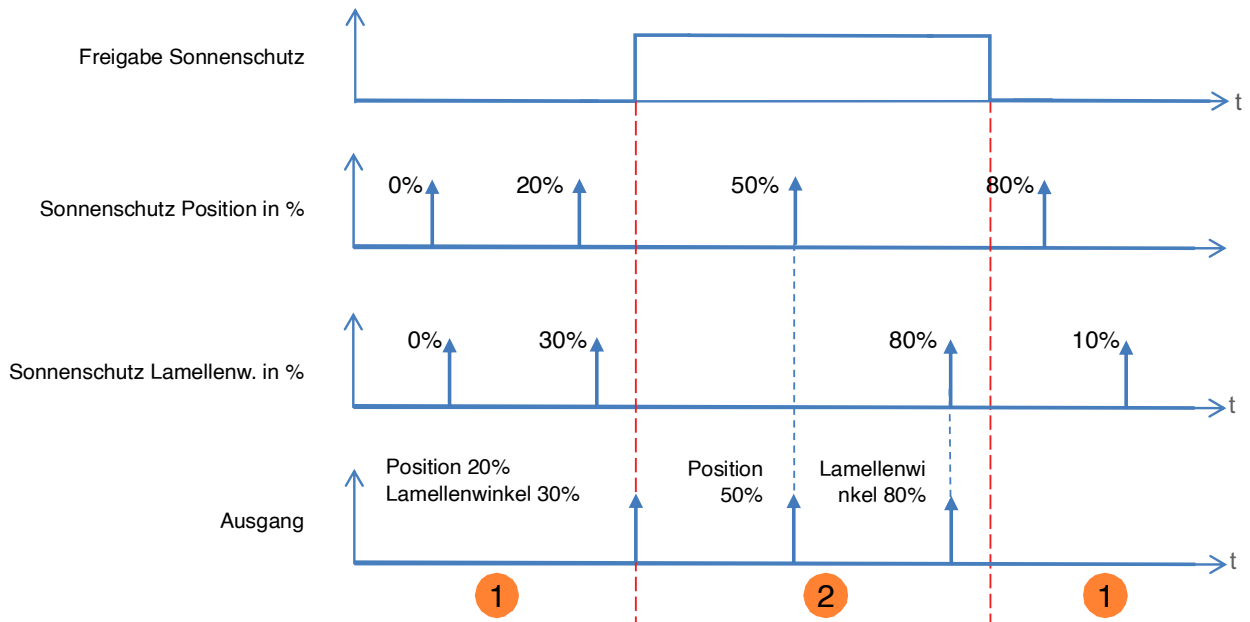 Freigabe Sonnenschutz
t
0%
20%
50%
80%
Sonnenschutz Position in %
0%
30%
80%
10%
Sonnenschutz Lamellenw. in %
t
Position 20%
Lamellenwinkel 30%
Position
50%
Lamellenwi
nkel 80%
Ausgang
t
1
2
1